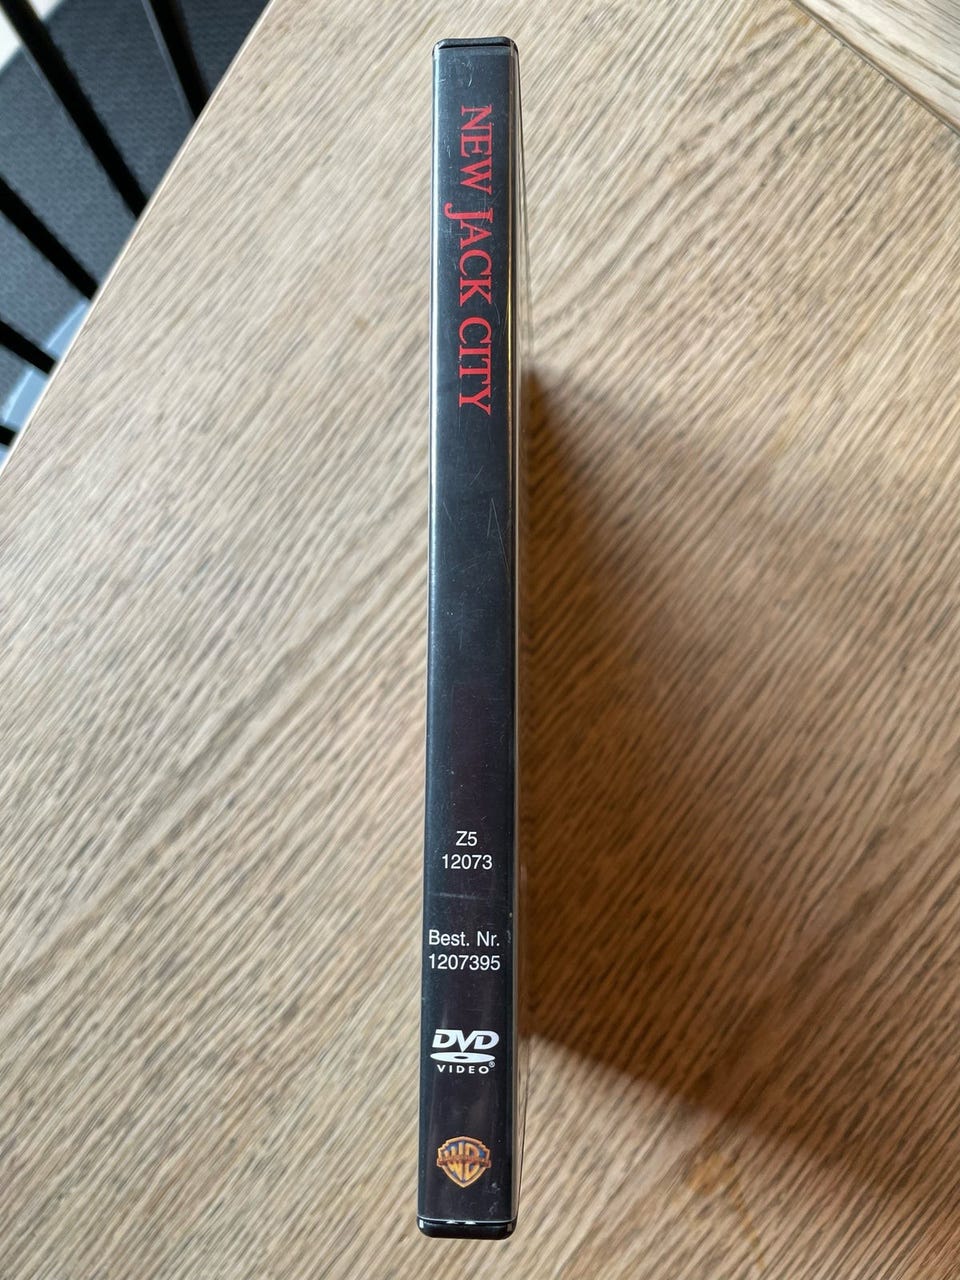 NEW JACK CITY
Z5
12073
Best. Nr.
1207395
DVD
VIDEO®
WB